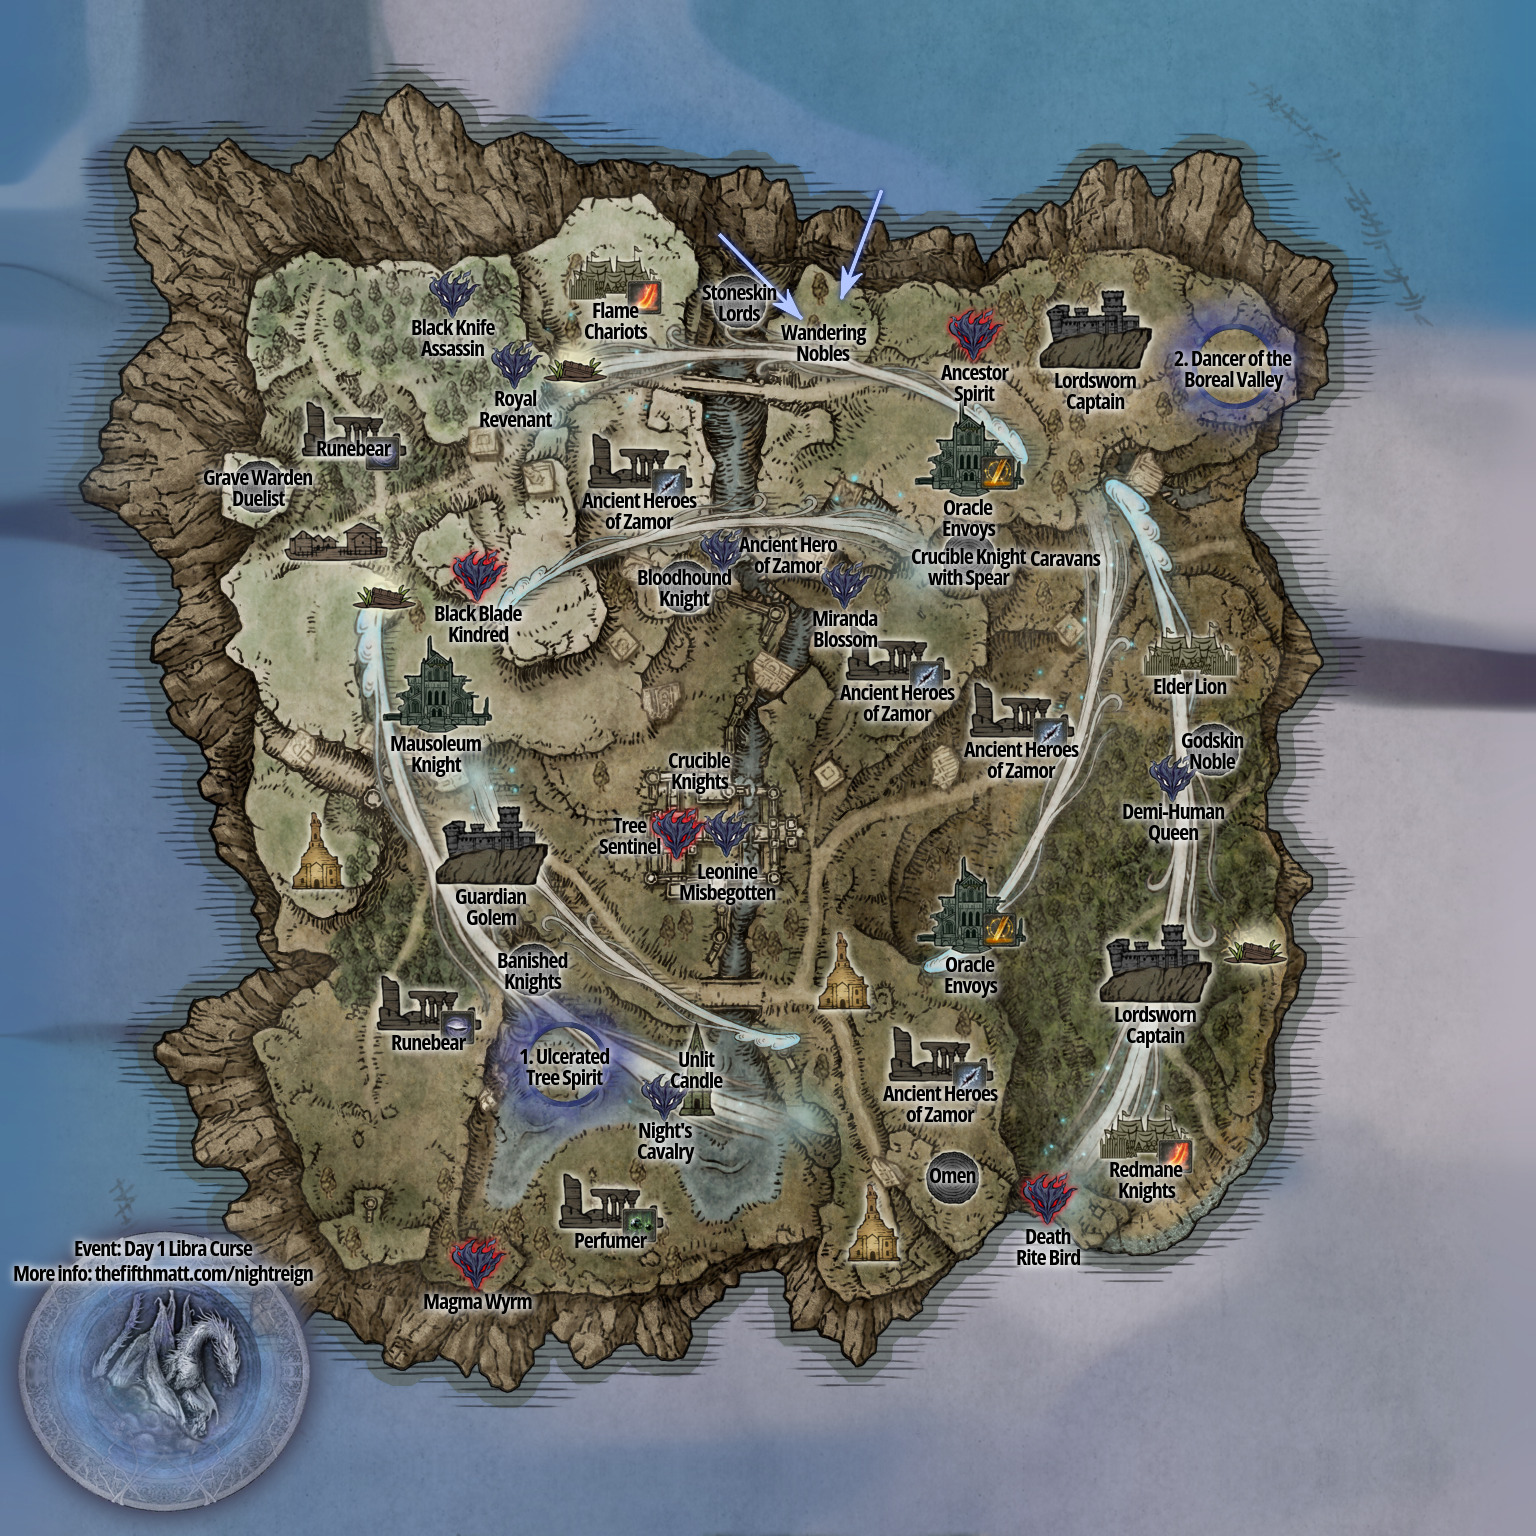 Black Knife
Assassin
Flame
Chariots
Stoneskin
Lords
Wandering
Nobles
Ancestor
Spirit
Lordsworn
Captain
2. Dancer of the
Boreal Valley
Royal
Revenant
Runebear
Grave Warden
Duelist
Ancient Heroes
of Zamor
Oracle
Envoys
Ancient Hero
of Zamor
Crucible Knight
with Spear
Caravans
Bloodhound
Knight
Black Blade
Kindred
Miranda
Blossom
Ancient Heroes
of Zamor
Elder Lion
Mausoleum
Knight
Ancient Heroes
of Zamor
Godskin
Noble
Crucible
Knights
Demi-Human
Queen
Tree
Sentinel
Leonine
Misbegotten
Guardian
Golem
Banished
Knights
Oracle
Envoys
Lordsworn
Captain
Runebear
1. Ulcerated
Tree Spirit
Unlit
Candle
Ancient Heroes
of Zamor
Night's
Cavalry
Omen
Redmane
Knights
Perfumer
Death
Rite Bird
Magma Wyrm
Event: Day 1 Libra Curse
More info: thefifthmatt.com/nightreign